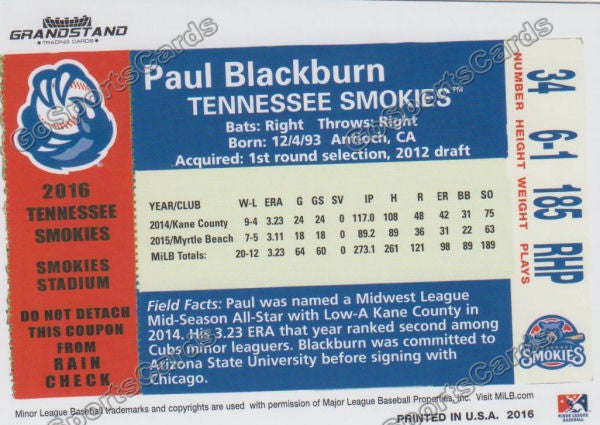 GRANDSTAND
TRADING CARDS
Paul Blackburn
TENNESSEE SMOKIES™
Bats: Right Throws: Right
Born: 12/4/93 Antioch, CA
Acquired: 1st round selection, 2012 draft
34 6-1 185 RHP
NUMBER HEIGHT WEIGHT PLAYS
2016
TENNESSEE
SMOKIES
SMOKIES
STADIUM
DO NOT DETACH
THIS COUPON
FROM
RAIN
CHECK
YEAR/CLUB W-L ERA G GS SV IP H R ER BB SO
2014/Kane County 9-4 3.23 24 24 0 117.0 108 48 42 31 75
2015/Myrtle Beach 7-5 3.11 18 18 0 89.2 89 36 31 22 63
MiLB Totals: 20-12 3.23 64 60 0 273.1 261 121 98 89 189
Field Facts: Paul was named a Midwest League
Mid-Season All-Star with Low-A Kane County in
2014. His 3.23 ERA that year ranked second among
Cubs minor leaguers. Blackburn was committed to
Arizona State University before signing with
Chicago.
SMOKIES
Minor League Baseball trademarks and copyrights are used with permission of Major League Baseball Properties, Inc. Visit MiLB.com
PRINTED IN U.S.A. 2016
MINOR LEAGUE BASEBALL
GoSportsCards
GoSportsCards
GoSportsCards
GoSportsCards
GoSportsCards
GoSportsCards